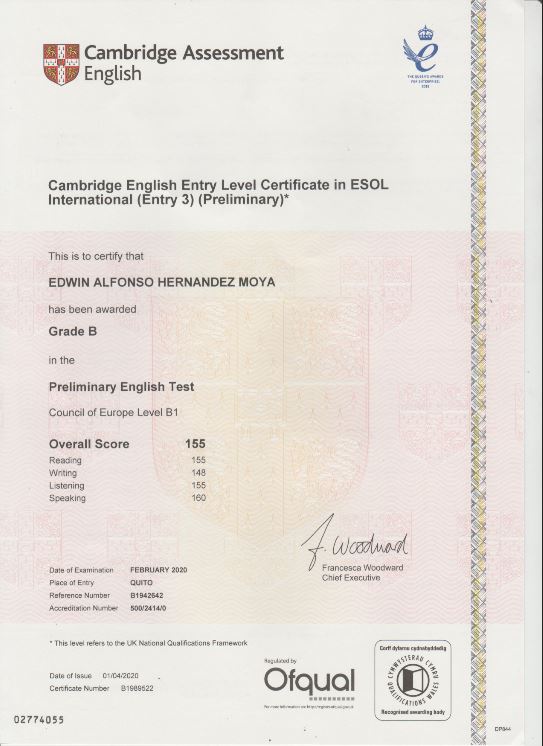 Cambridge Assessment
English
THE QUEEN'S AWARDS
FOR ENTERPRISE:
Cambridge English Entry Level Certificate in ESOL
International (Entry 3) (Preliminary)*
This is to certify that
EDWIN ALFONSO HERNANDEZ MOYA
has been awarded
Grade B
in the
Preliminary English Test
Council of Europe Level B1
Overall Score 155
Reading 155
Writing 148
Listening 155
Speaking 160
F. Woodward
Francesca Woodward
Chief Executive
Date of Examination FEBRUARY 2020
Place of Entry QUITO
Reference Number B1942642
Accreditation Number 500/2414/0
* This level refers to the UK National Qualifications Framework
Date of Issue 01/04/2020
Certificate Number B1989522
Regulated by
Ofqual
For more information see http://register.ofqual.gov.uk
Corff dyfarnu cydnabyddedig
CYMWYSTERAU CYMRU
QUALIFICATIONS WALES
Recognised awarding body
02774055
DP844